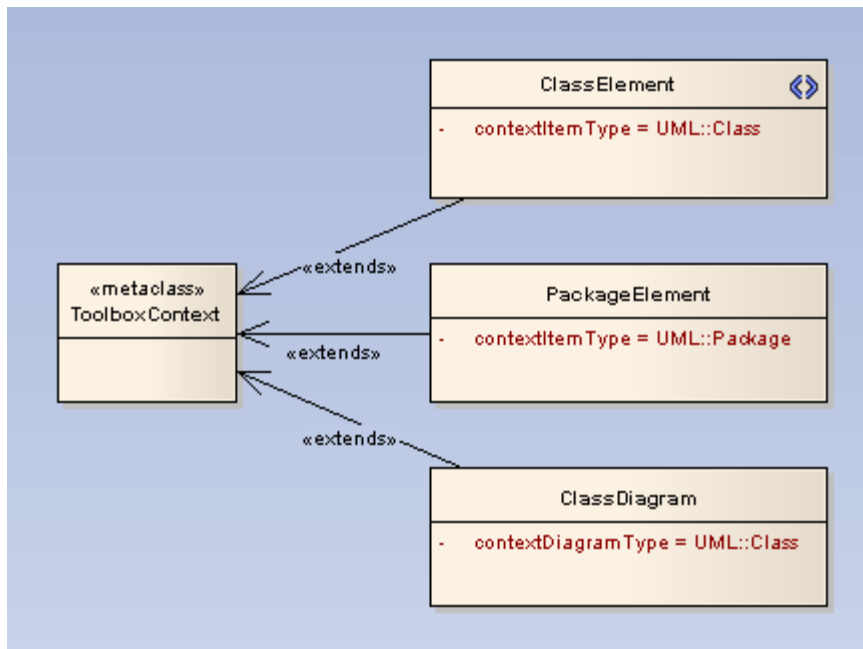 ClassElement
- contextItemType = UML::Class
«extends»
«metaclass»
ToolboxContext
PackageElement
- contextItemType = UML::Package
«extends»
«extends»
ClassDiagram
- contextDiagramType = UML::Class